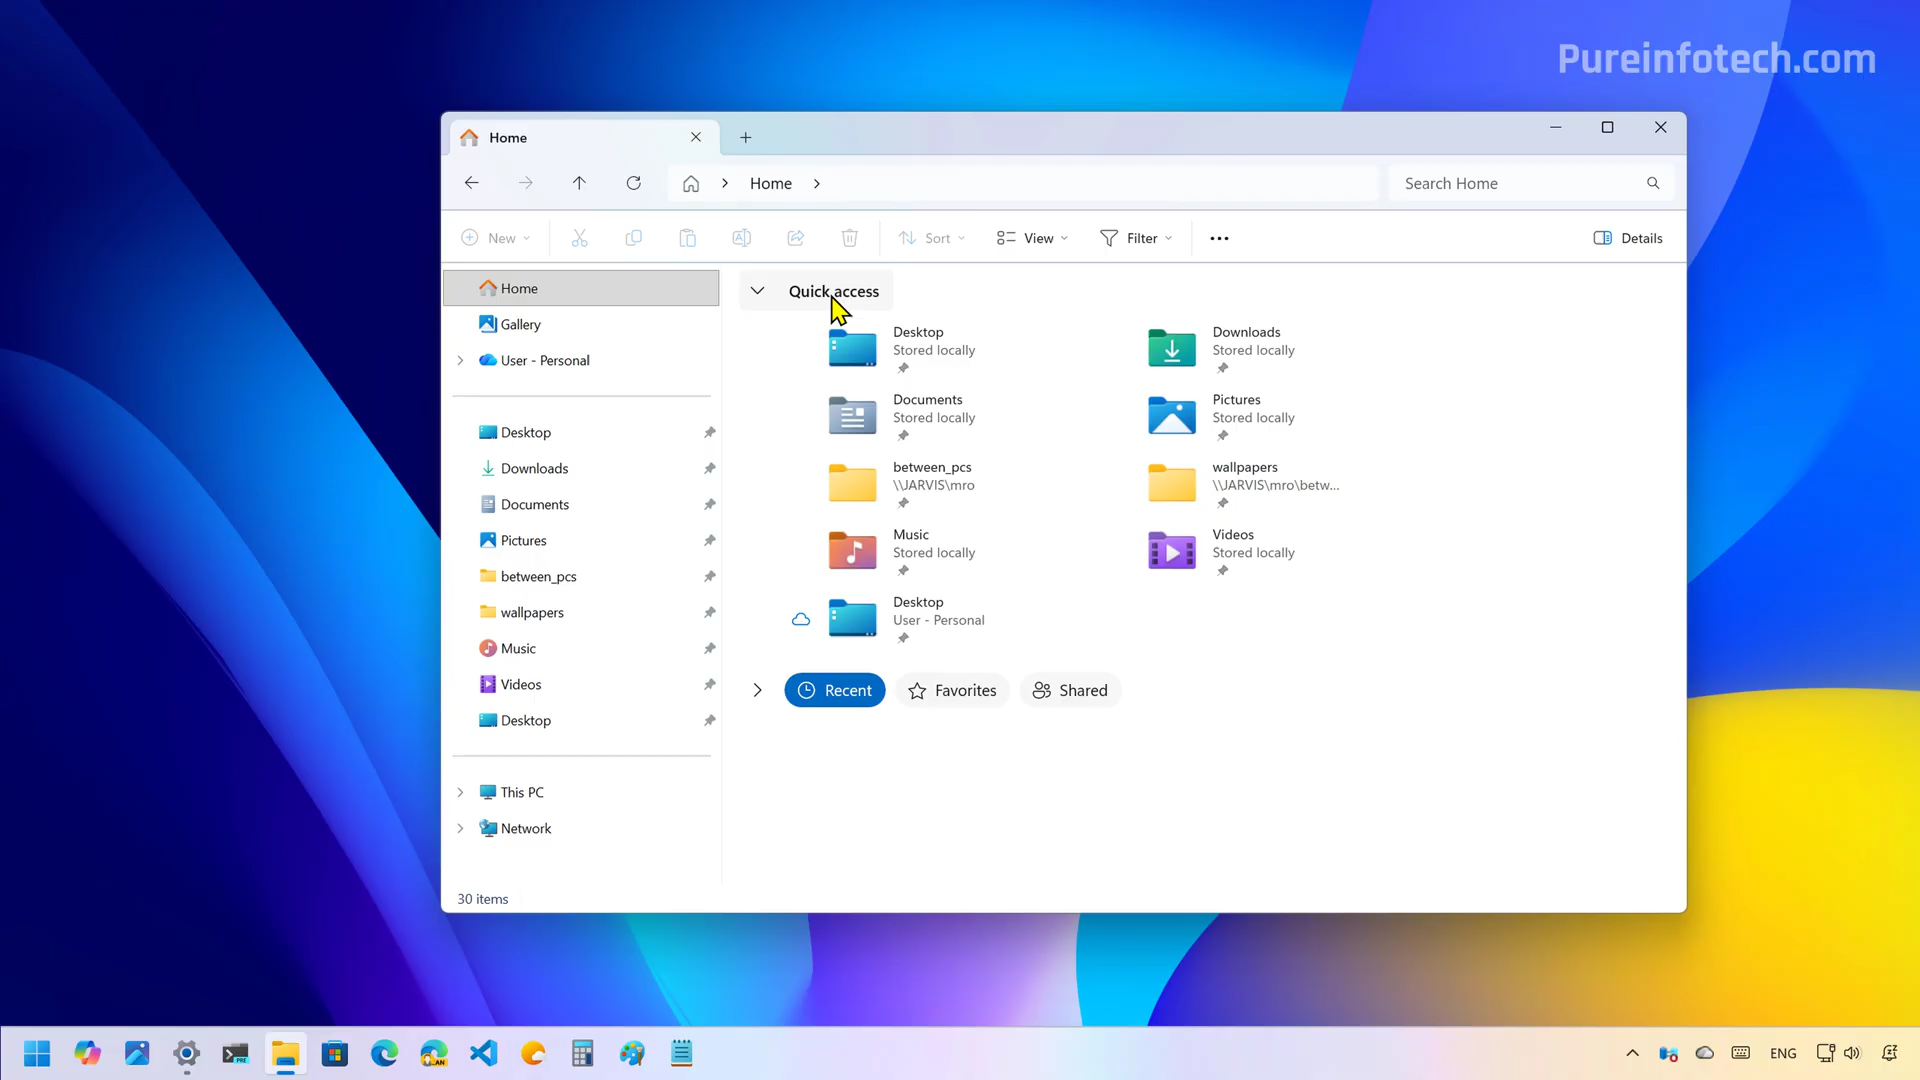 Pureinfotech.com
Home
Home
Search Home
New
Sort
View
Filter
Details
Home
Gallery
User - Personal
Desktop
Downloads
Documents
Pictures
between_pcs
wallpapers
Music
Videos
Desktop
This PC
Network
Quick access
Desktop
Stored locally
Downloads
Stored locally
Documents
Stored locally
Pictures
Stored locally
between_pcs
\\JARVIS\mro
wallpapers
\\JARVIS\mro\betw...
Music
Stored locally
Videos
Stored locally
Desktop
User - Personal
Recent
Favorites
Shared
30 items
PRE
CAN
ENG